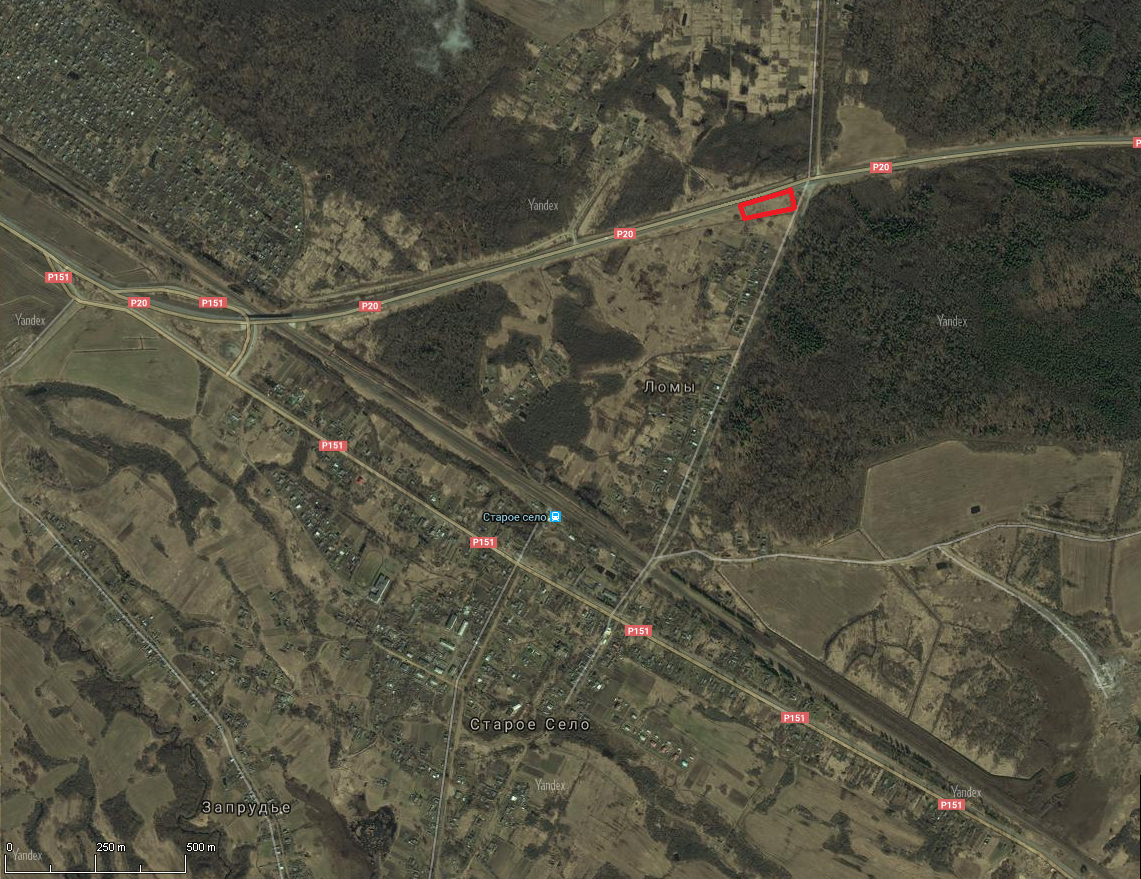 P20
P
Yandex
P20
P151
P20
P151
P20
Yandex
Yandex
Ломы
P151
Старое село
P151
P151
P151
Старое Село
Yandex
Yandex
P151
Запрудье
0 250 m 500 m
Yandex